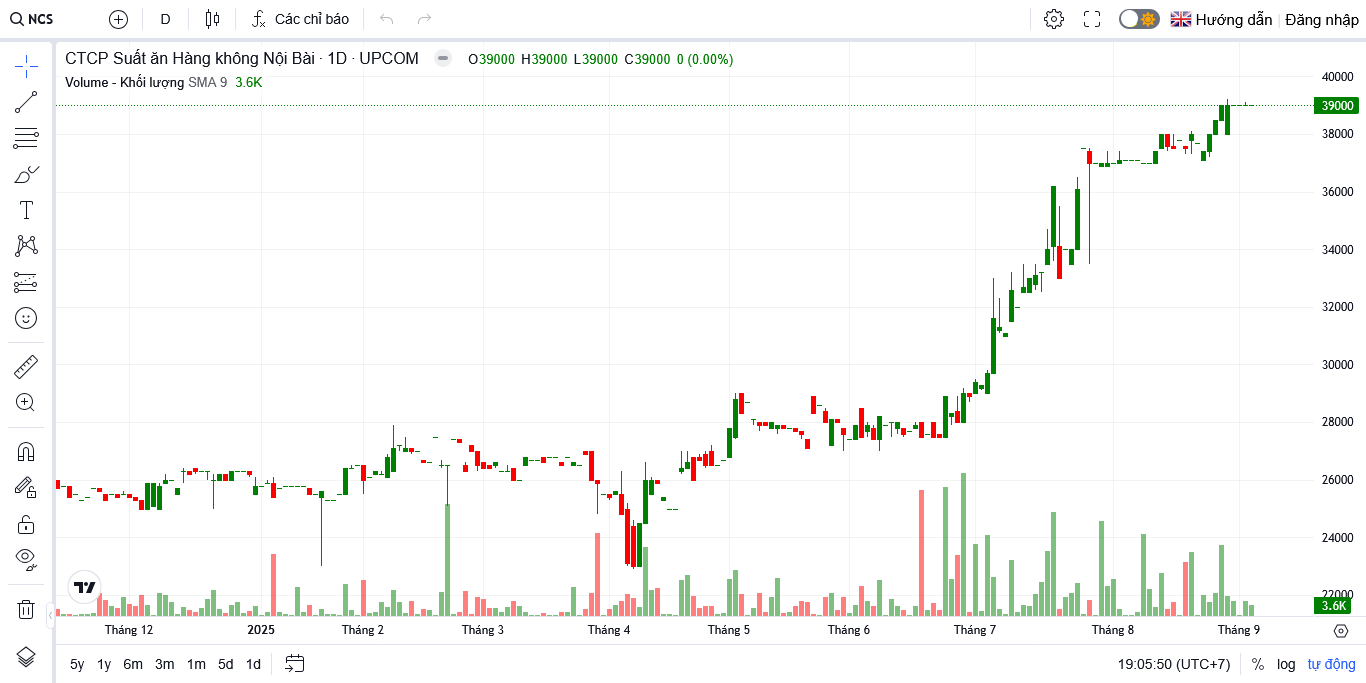 NCS D Các chỉ báo Hướng dẫn Đăng nhập
CTCP Suất ăn Hàng không Nội Bài · 1D · UPCOM O39000 H39000 L39000 C39000 0 (0.00%)
Volume - Khối lượng SMA 9 3.6K
40000
39000
38000
36000
34000
32000
30000
28000
26000
24000
22000
3.6K
Tháng 12 2025 Tháng 2 Tháng 3 Tháng 4 Tháng 5 Tháng 6 Tháng 7 Tháng 8 Tháng 9
5y 1y 6m 3m 1m 5d 1d 19:05:50 (UTC+7) % log tự động